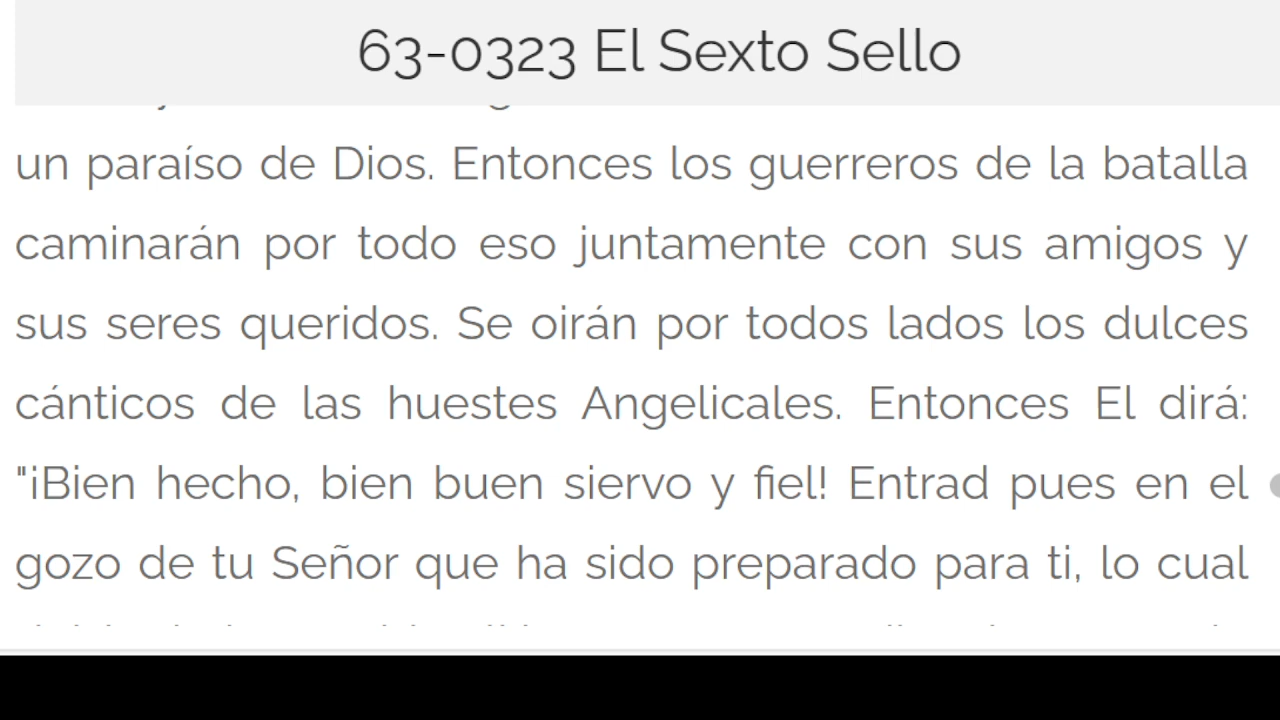 63-0323 El Sexto Sello
un paraíso de Dios. Entonces los guerreros de la batalla
caminarán por todo eso juntamente con sus amigos y
sus seres queridos. Se oirán por todos lados los dulces
cánticos de las huestes Angelicales. Entonces El dirá:
"¡Bien hecho, bien buen siervo y fiel! Entrad pues en el
gozo de tu Señor que ha sido preparado para ti, lo cual